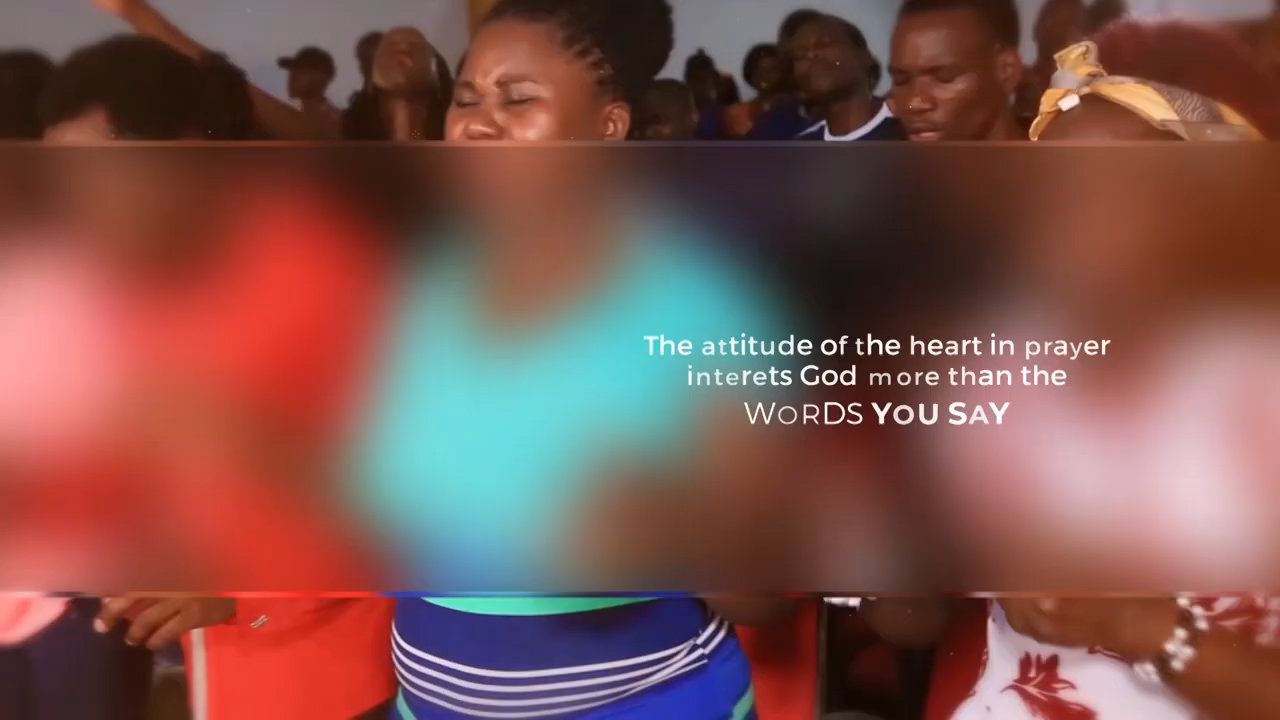 The attitude of the heart in prayer
interets God more than the
WORDS YOU SAY